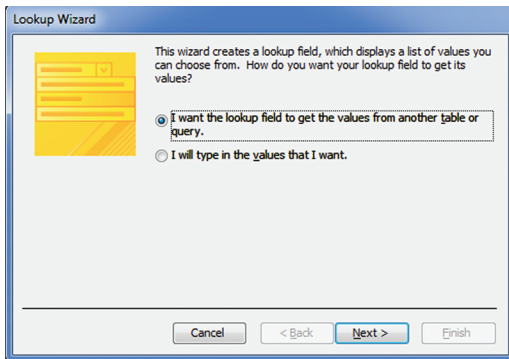 Lookup Wizard
This wizard creates a lookup field, which displays a list of values you
can choose from.  How do you want your lookup field to get its
values?
I want the lookup field to get the values from another table or
query.
I will type in the values that I want.
Cancel
< Back
Next >
Finish